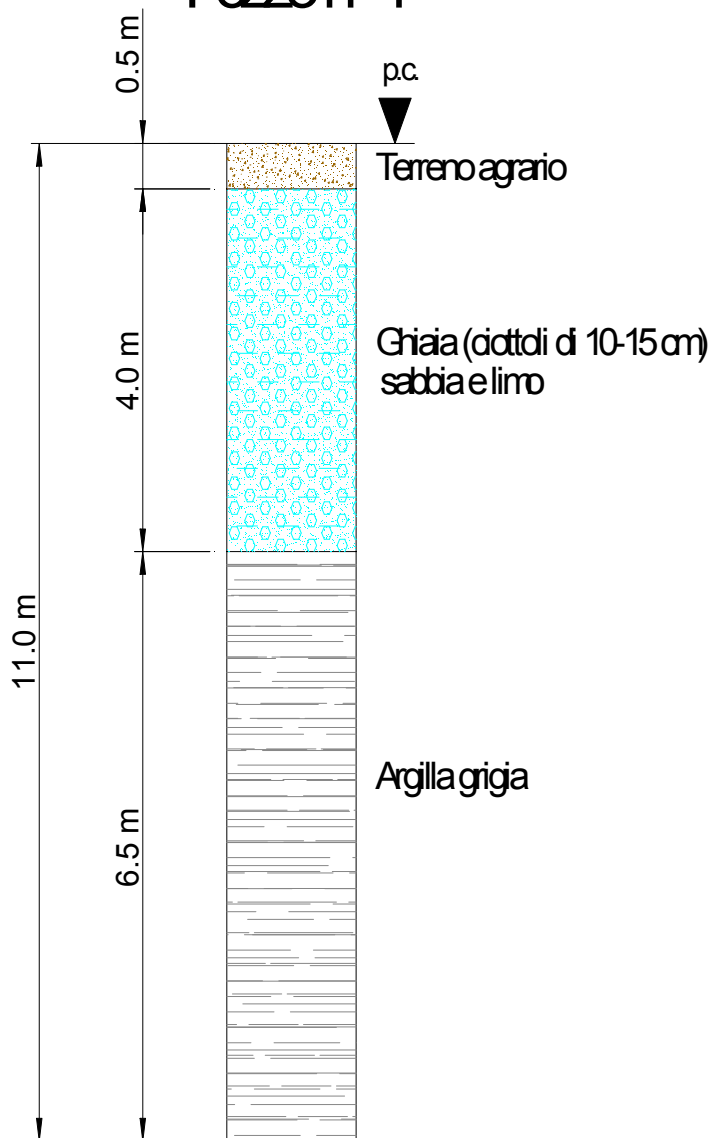 0.5 m
p.c.
Terreno agrario
4.0 m
Ghiaia (ciottoli di 10-15 cm)
sabbia e limo
11.0 m
Argilla grigia
6.5 m